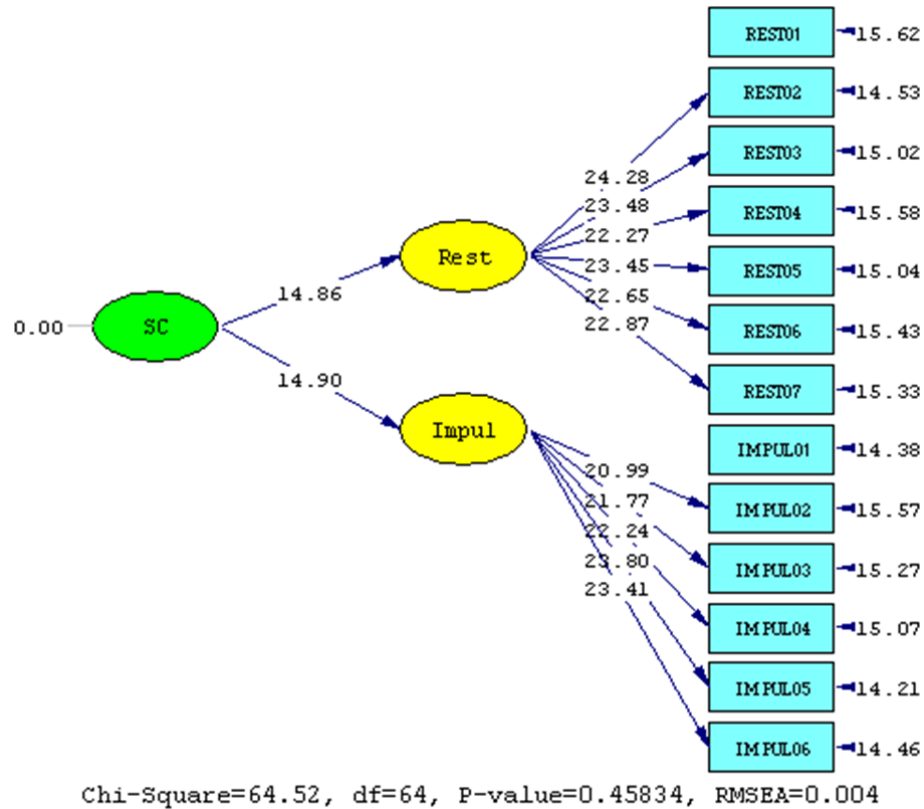 REST01 15.62
REST02 14.53
REST03 15.02
REST04 15.58
REST05 15.04
REST06 15.43
REST07 15.33
IMPUL01 14.38
IMPUL02 15.57
IMPUL03 15.27
IMPUL04 15.07
IMPUL05 14.21
IMPUL06 14.46
24.28
23.48
22.27
23.45
22.65
22.87
Rest
14.86
0.00 SC
14.90
Impul
20.99
21.77
22.24
23.80
23.41
Chi-Square=64.52, df=64, P-value=0.45834, RMSEA=0.004